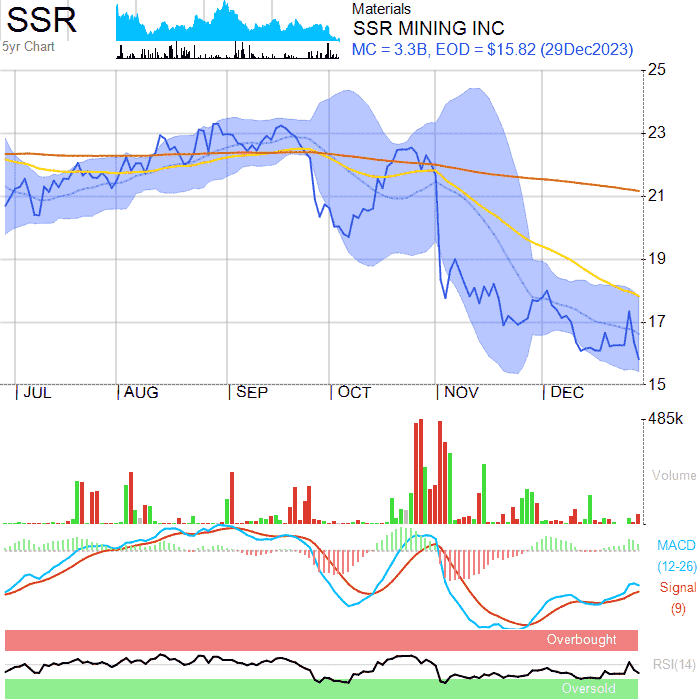 SSR
5yr Chart
Materials
SSR MINING INC
MC = 3.3B, EOD = $15.82 (29Dec2023)
25
23
21
19
17
15
JUL AUG SEP OCT NOV DEC
485k
Volume
MACD
(12-26)
Signal
(9)
Overbought
RSI(14)
Oversold